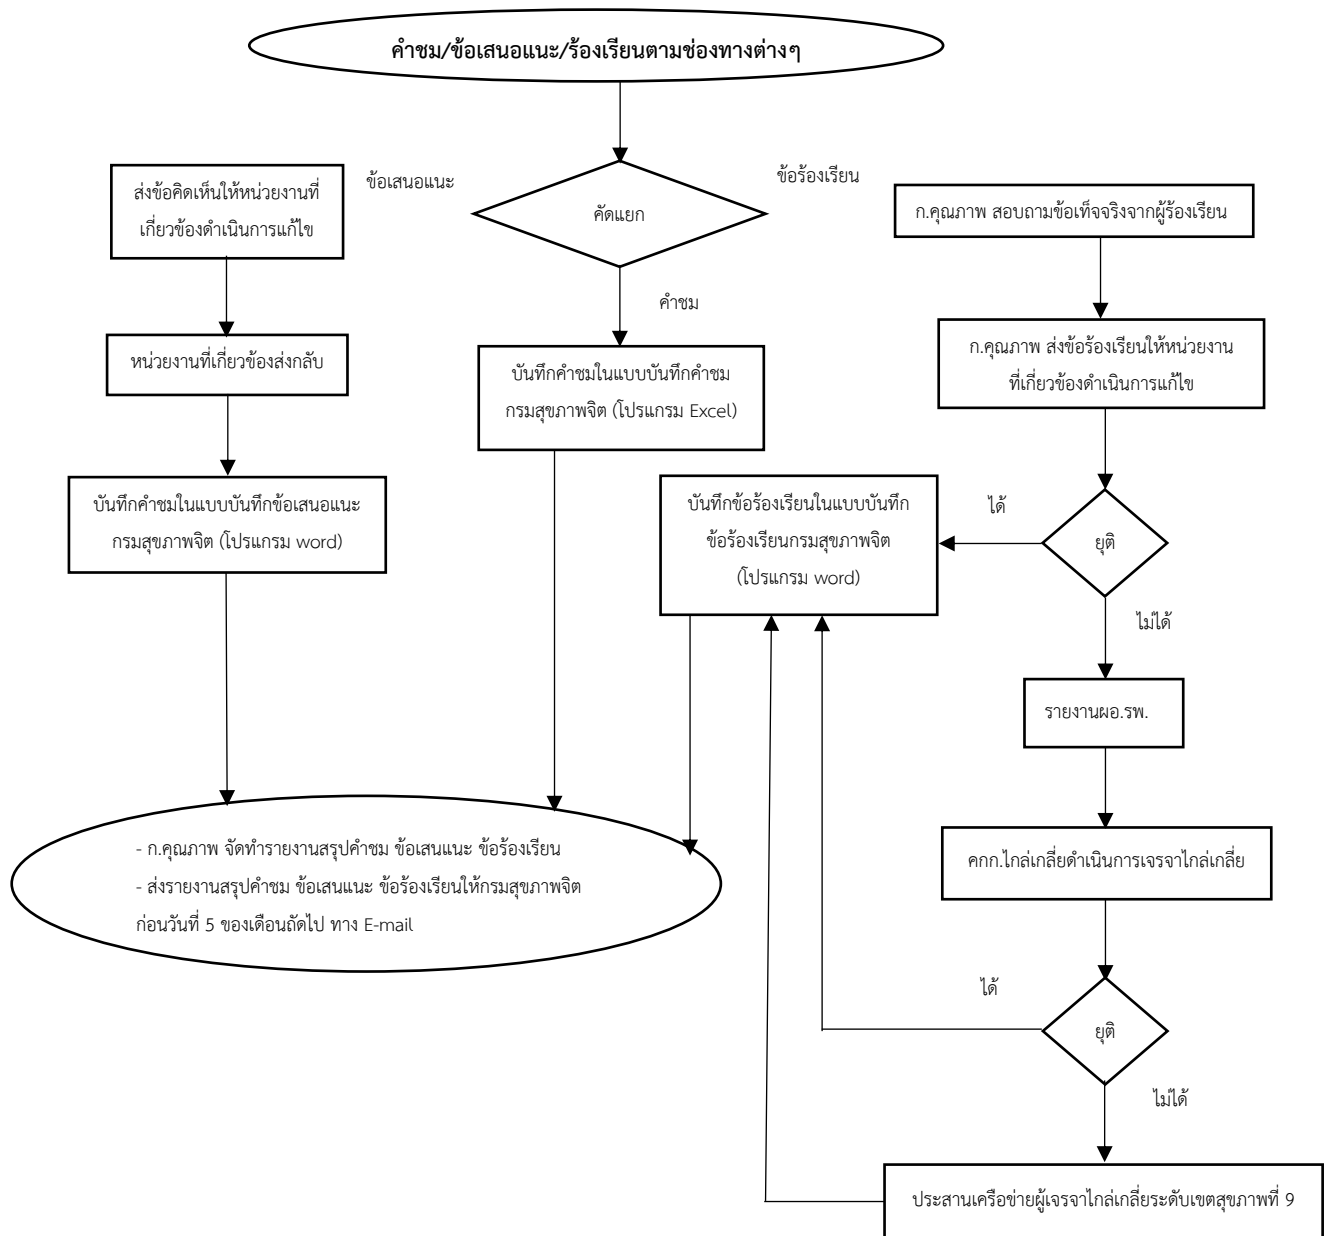 คำชม/ข้อเสนอแนะ/ร้องเรียนตามช่องทางต่างๆ
คัดแยก
ข้อเสนอแนะ
ส่งข้อคิดเห็นให้หน่วยงานที่
เกี่ยวข้องดำเนินการแก้ไข
หน่วยงานที่เกี่ยวข้องส่งกลับ
บันทึกคำชมในแบบบันทึกข้อเสนอแนะ
กรมสุขภาพจิต (โปรแกรม word)
คำชม
บันทึกคำชมในแบบบันทึกคำชม
กรมสุขภาพจิต (โปรแกรม Excel)
ข้อร้องเรียน
ก.คุณภาพ สอบถามข้อเท็จจริงจากผู้ร้องเรียน
ก.คุณภาพ ส่งข้อร้องเรียนให้หน่วยงาน
ที่เกี่ยวข้องดำเนินการแก้ไข
ยุติ
ได้
บันทึกข้อร้องเรียนในแบบบันทึก
ข้อร้องเรียนกรมสุขภาพจิต
(โปรแกรม word)
ไม่ได้
รายงานผอ.รพ.
คกก.ไกล่เกลี่ยดำเนินการเจรจาไกล่เกลี่ย
ยุติ
ได้
ไม่ได้
ประสานเครือข่ายผู้เจรจาไกล่เกลี่ยระดับเขตสุขภาพที่ 9
- ก.คุณภาพ จัดทำรายงานสรุปคำชม ข้อเสนแนะ ข้อร้องเรียน
- ส่งรายงานสรุปคำชม ข้อเสนแนะ ข้อร้องเรียนให้กรมสุขภาพจิต
ก่อนวันที่ 5 ของเดือนถัดไป ทาง E-mail